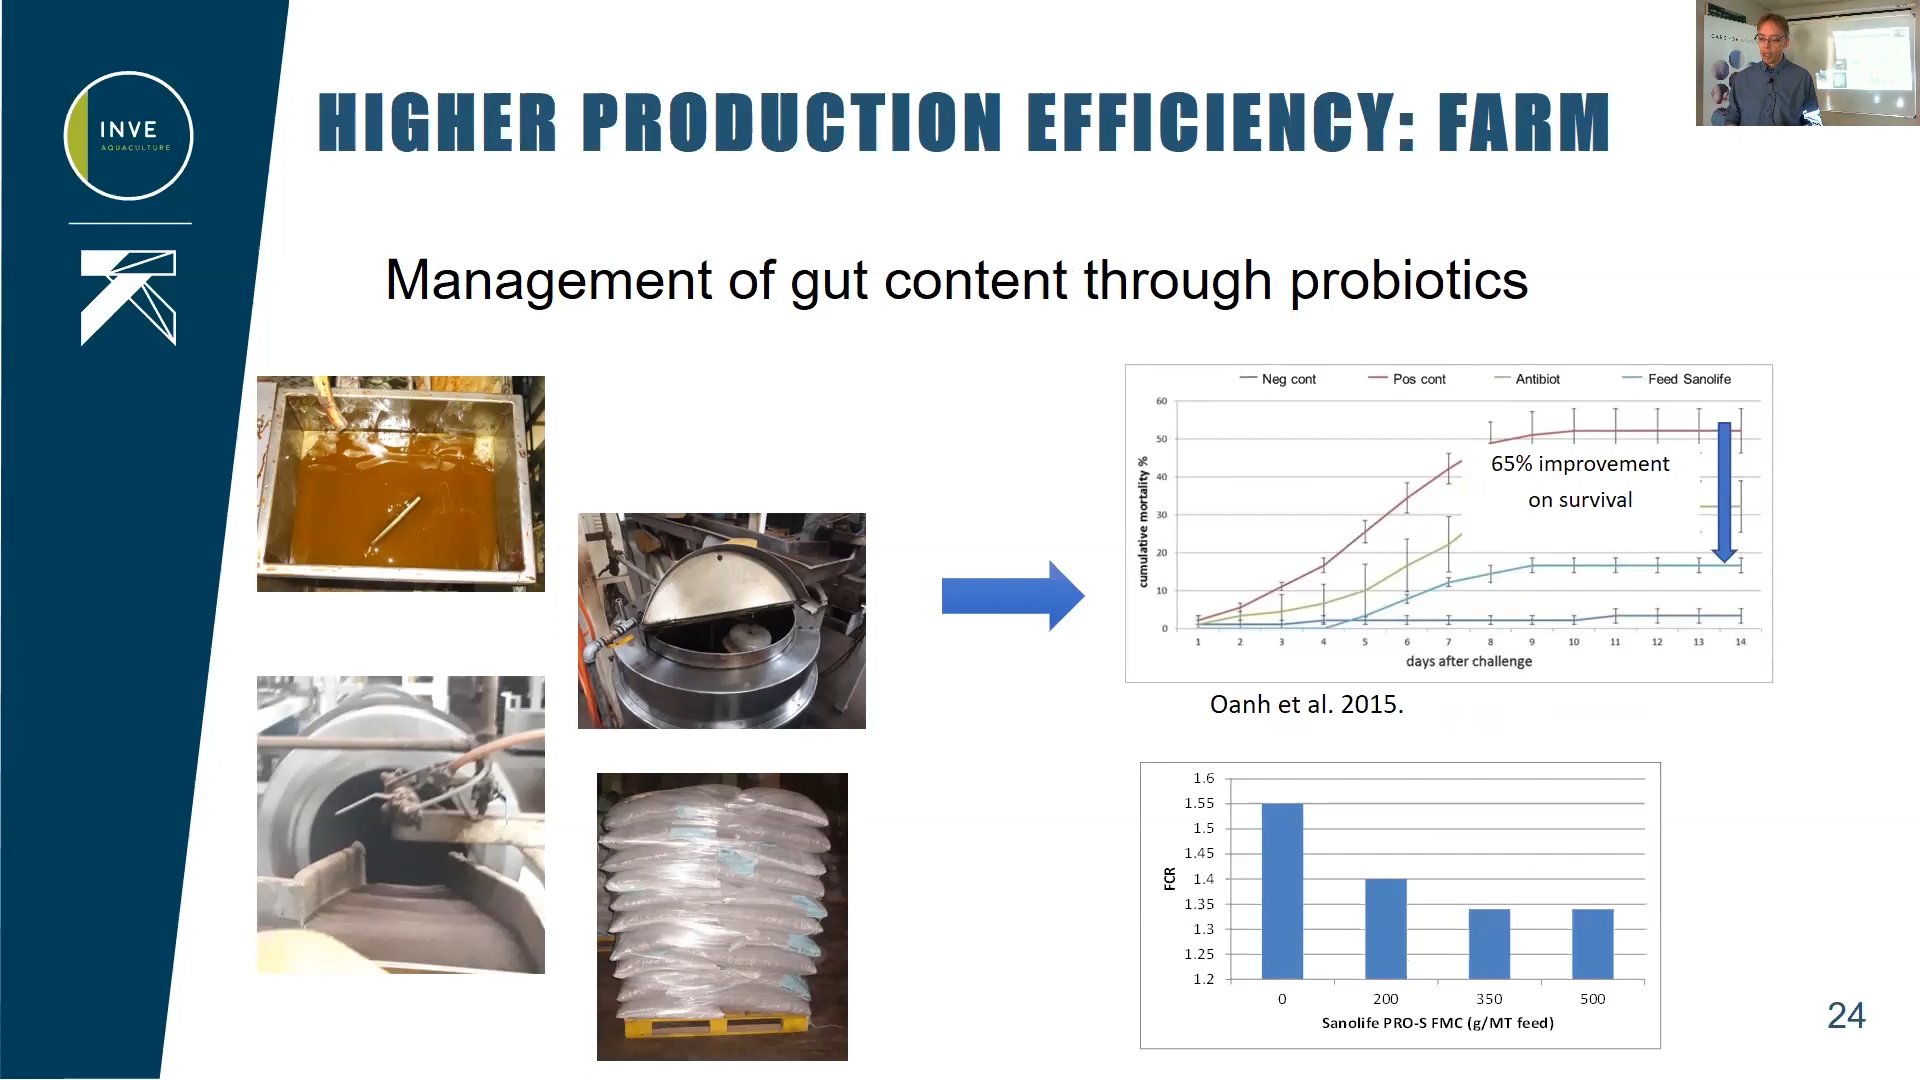 INVE
AQUACULTURE
HIGHER PRODUCTION EFFICIENCY: FARM
Management of gut content through probiotics
Neg cont Pos cont Antibiot Feed Sanolife
60
50
40
30
20
10
0
cumulative mortality %
65% improvement
on survival
1 2 3 4 5 6 7 8 9 10 11 12 13 14
days after challenge
Oanh et al. 2015.
1.6
1.55
1.5
1.45
1.4
1.35
1.3
1.25
1.2
FCR
0 200 350 500
Sanolife PRO-S FMC (g/MT feed)
24